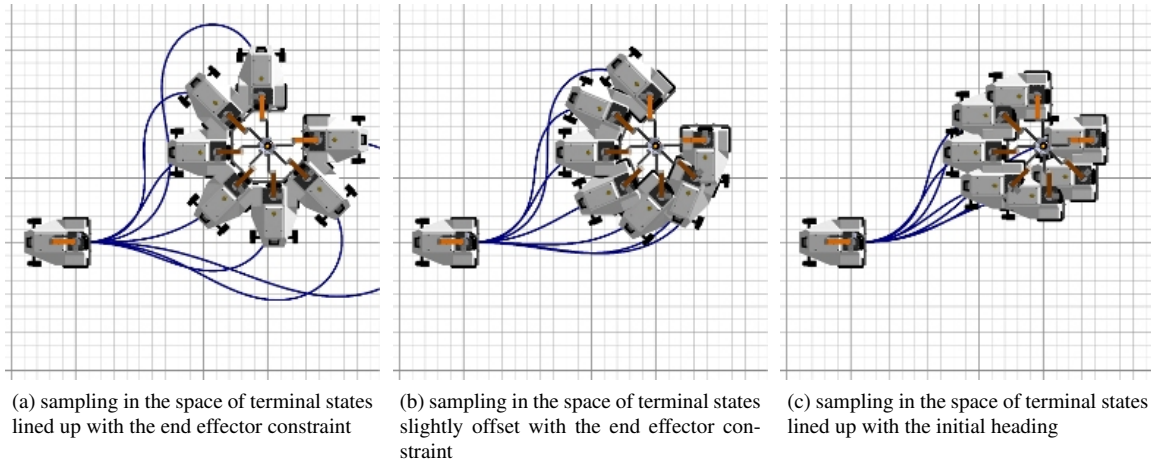 (a) sampling in the space of terminal states
lined up with the end effector constraint
(b) sampling in the space of terminal states
slightly offset with the end effector con-
straint
(c) sampling in the space of terminal states
lined up with the initial heading